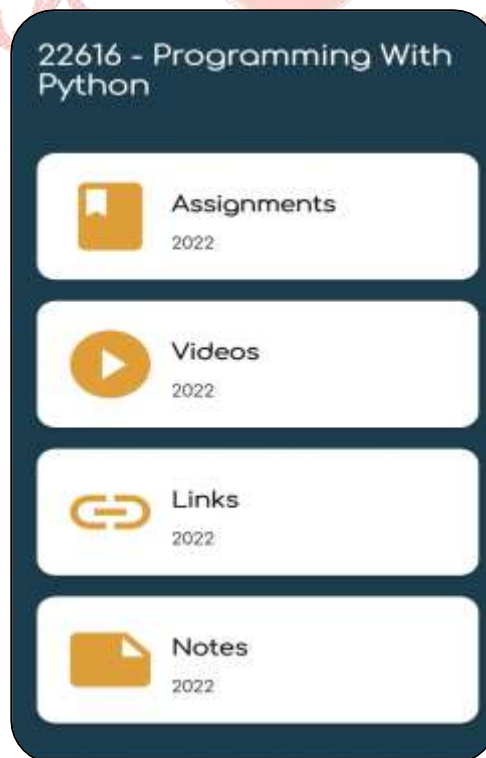 22616 - Programming With
Python
Assignments
2022
Videos
2022
Links
2022
Notes
2022